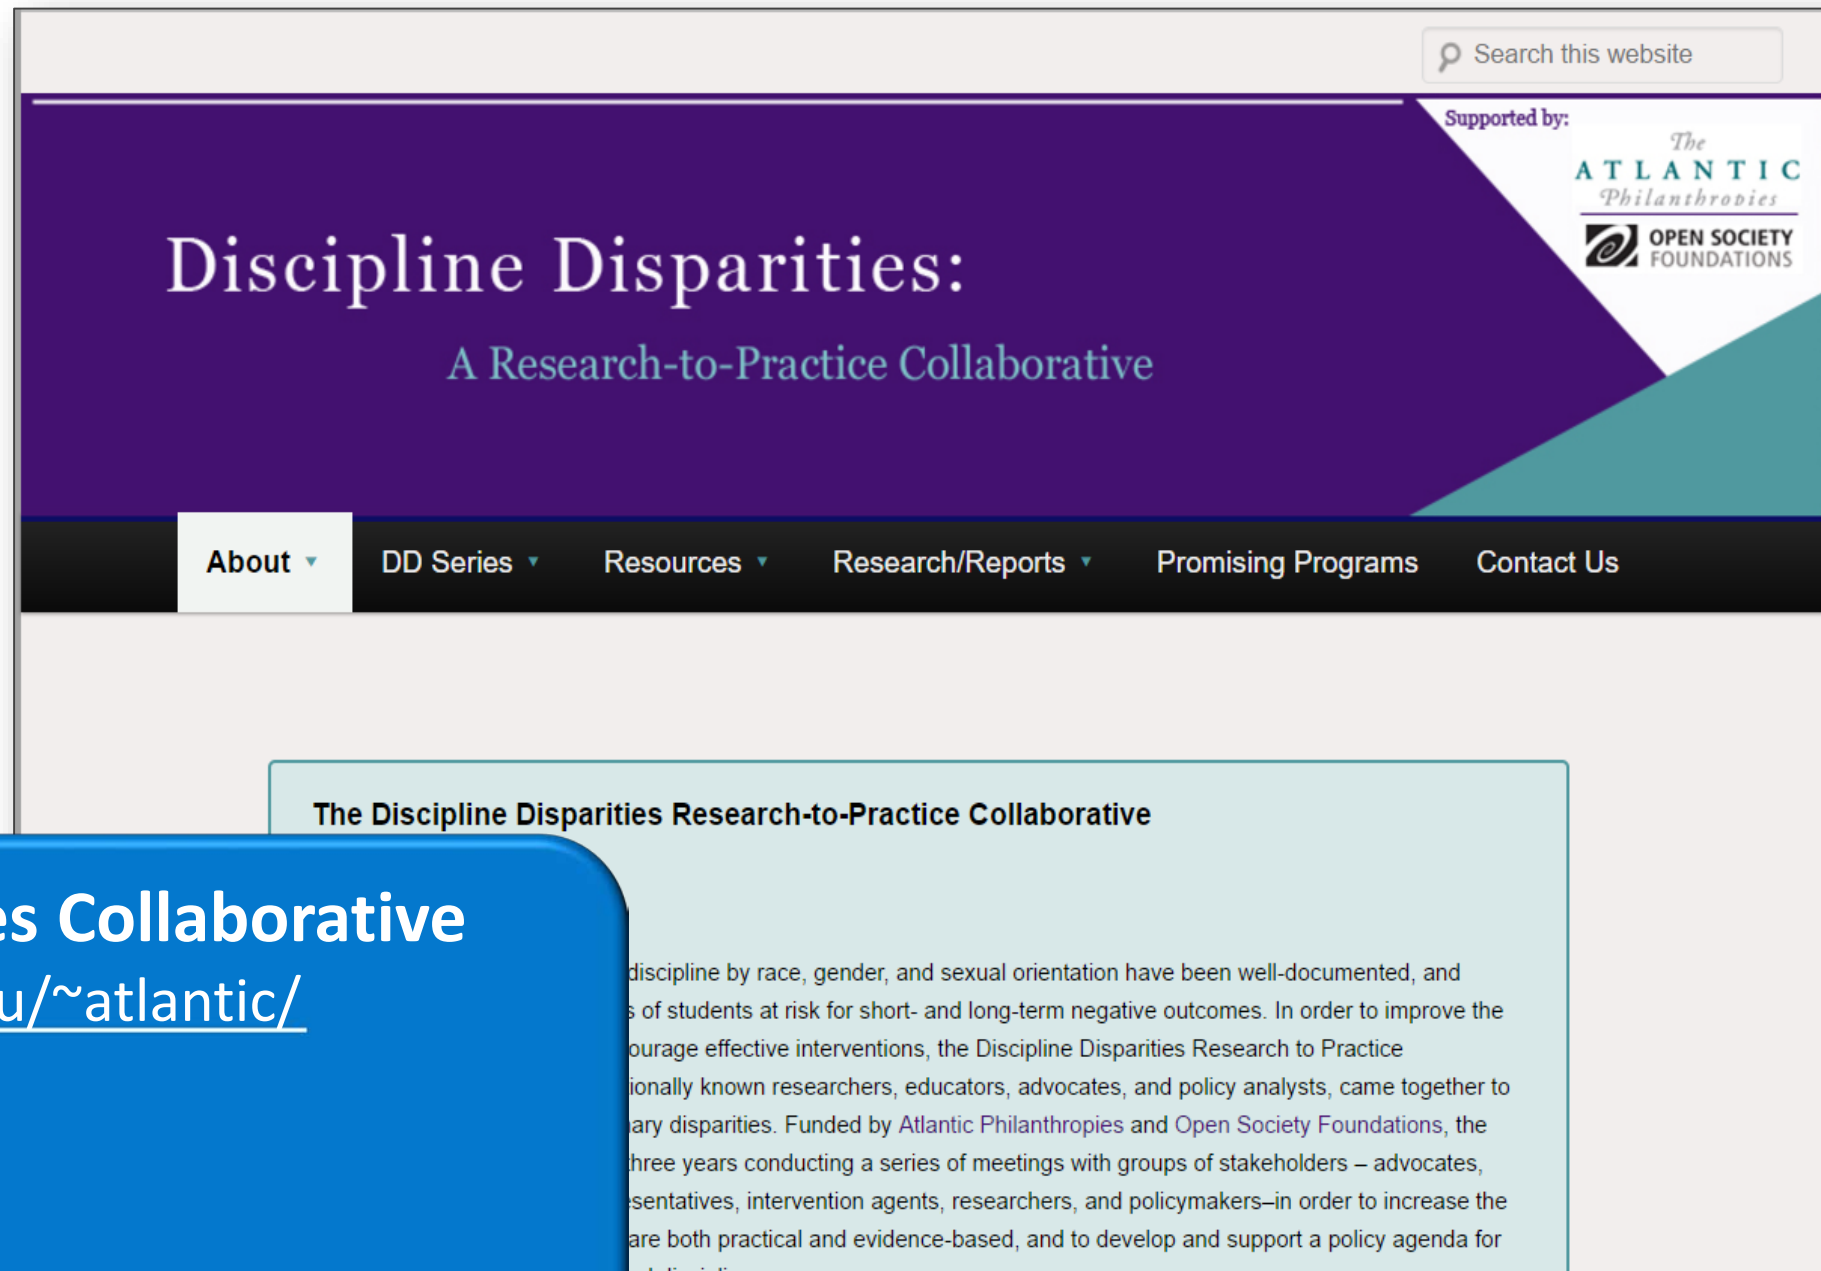 Search this website
Supported by:
The
ATLANTIC
Philanthropies
OPEN SOCIETY
FOUNDATIONS
Discipline Disparities:
A Research-to-Practice Collaborative
About
DD Series
Resources
Research/Reports
Promising Programs
Contact Us
The Discipline Disparities Research-to-Practice Collaborative
es Collaborative
u/~atlantic/
discipline by race, gender, and sexual orientation have been well-documented, and
s of students at risk for short- and long-term negative outcomes. In order to improve the
ourage effective interventions, the Discipline Disparities Research to Practice
ionally known researchers, educators, advocates, and policy analysts, came together to
ary disparities. Funded by Atlantic Philanthropies and Open Society Foundations, the
three years conducting a series of meetings with groups of stakeholders – advocates,
sentatives, intervention agents, researchers, and policymakers–in order to increase the
are both practical and evidence-based, and to develop and support a policy agenda for